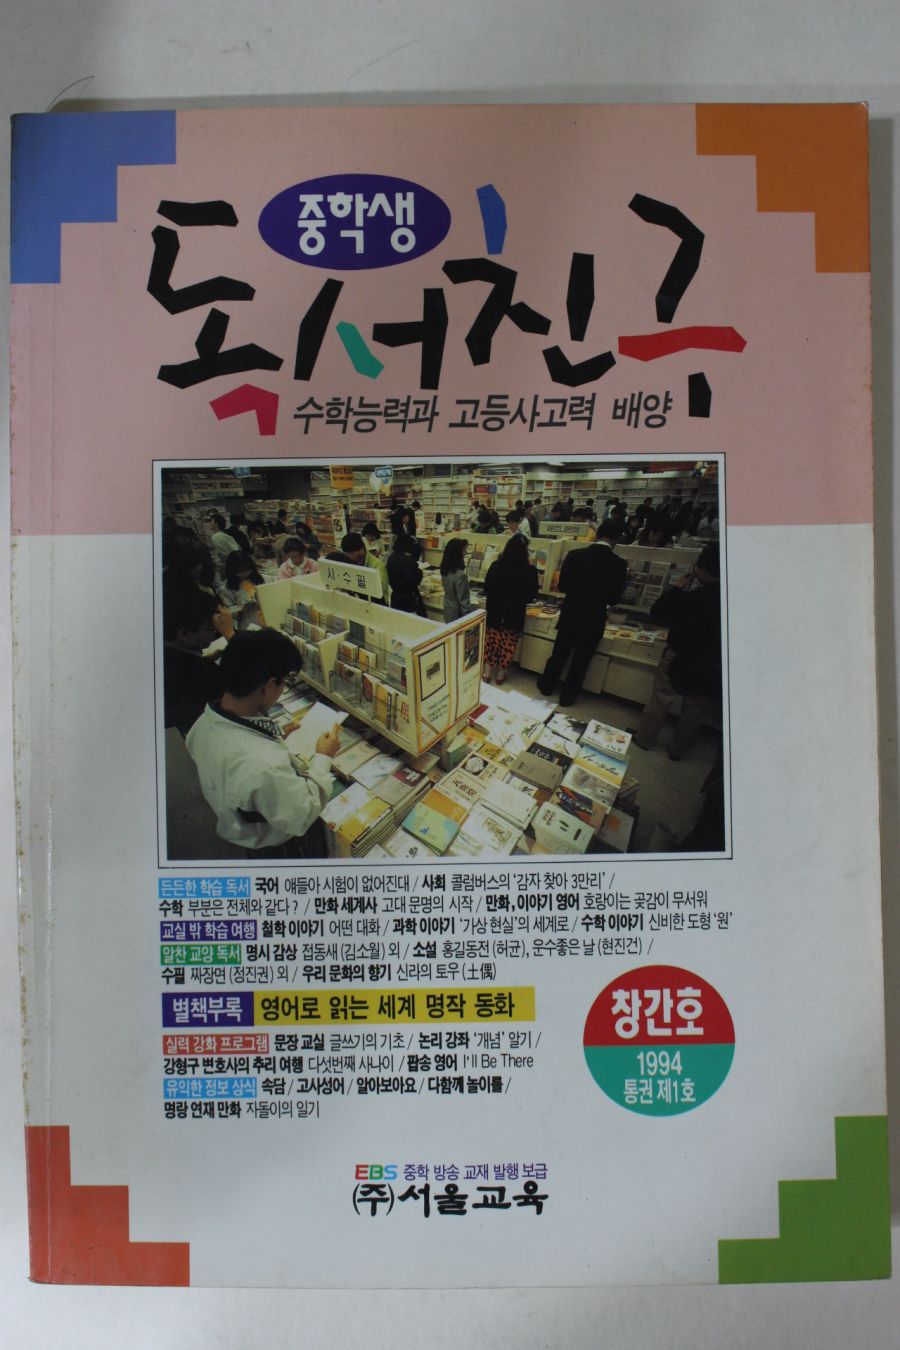 중학생
독서친구
수학능력과 고등사고력 배양
시·수필
든든한 학습 독서 국어 얘들아 시험이 없어진대 / 사회 콜럼버스의 '감자 찾아 3만리' /
수학 부분은 전체와 같다? / 만화 세계사 고대 문명의 시작 / 만화, 이야기 영어 호랑이는 곶감이 무서워
교실 밖 학습 여행 철학 이야기 어떤 대화 / 과학 이야기 '가상 현실'의 세계로 / 수학 이야기 신비한 도형 '원'
알찬 교양 독서 명시 감상 접동새 (김소월) 외 / 소설 홍길동전 (허균), 운수좋은 날 (현진건) /
수필 짜장면 (정진권) 외 / 우리 문화의 향기 신라의 토우 (土偶)
별책부록 영어로 읽는 세계 명작 동화
실력 강화 프로그램 문장 교실 글쓰기의 기초 / 논리 강좌 '개념' 알기 /
강형구 변호사의 추리 여행 다섯번째 사나이 / 팝송 영어 I'll Be There
유익한 정보 상식 속담 / 고사성어 / 알아보아요 / 다함께 놀이를 /
명랑 연재 만화 자돌이의 일기
창간호
1994
통권 제1호
EBS 중학 방송 교재 발행 보급
(주)서울교육